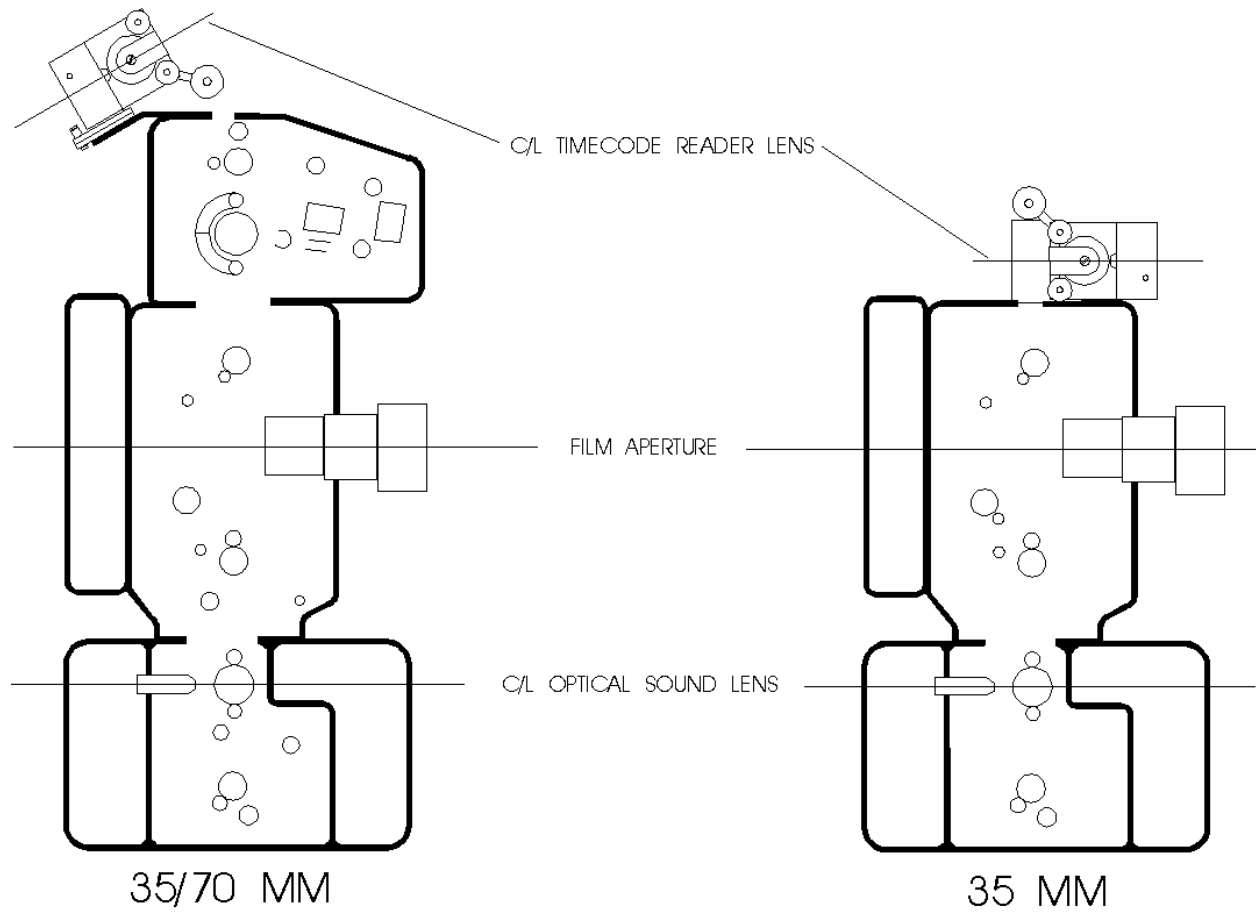 C/L TIMECODE READER LENS
FILM APERTURE
C/L OPTICAL SOUND LENS
35/70 MM
35 MM